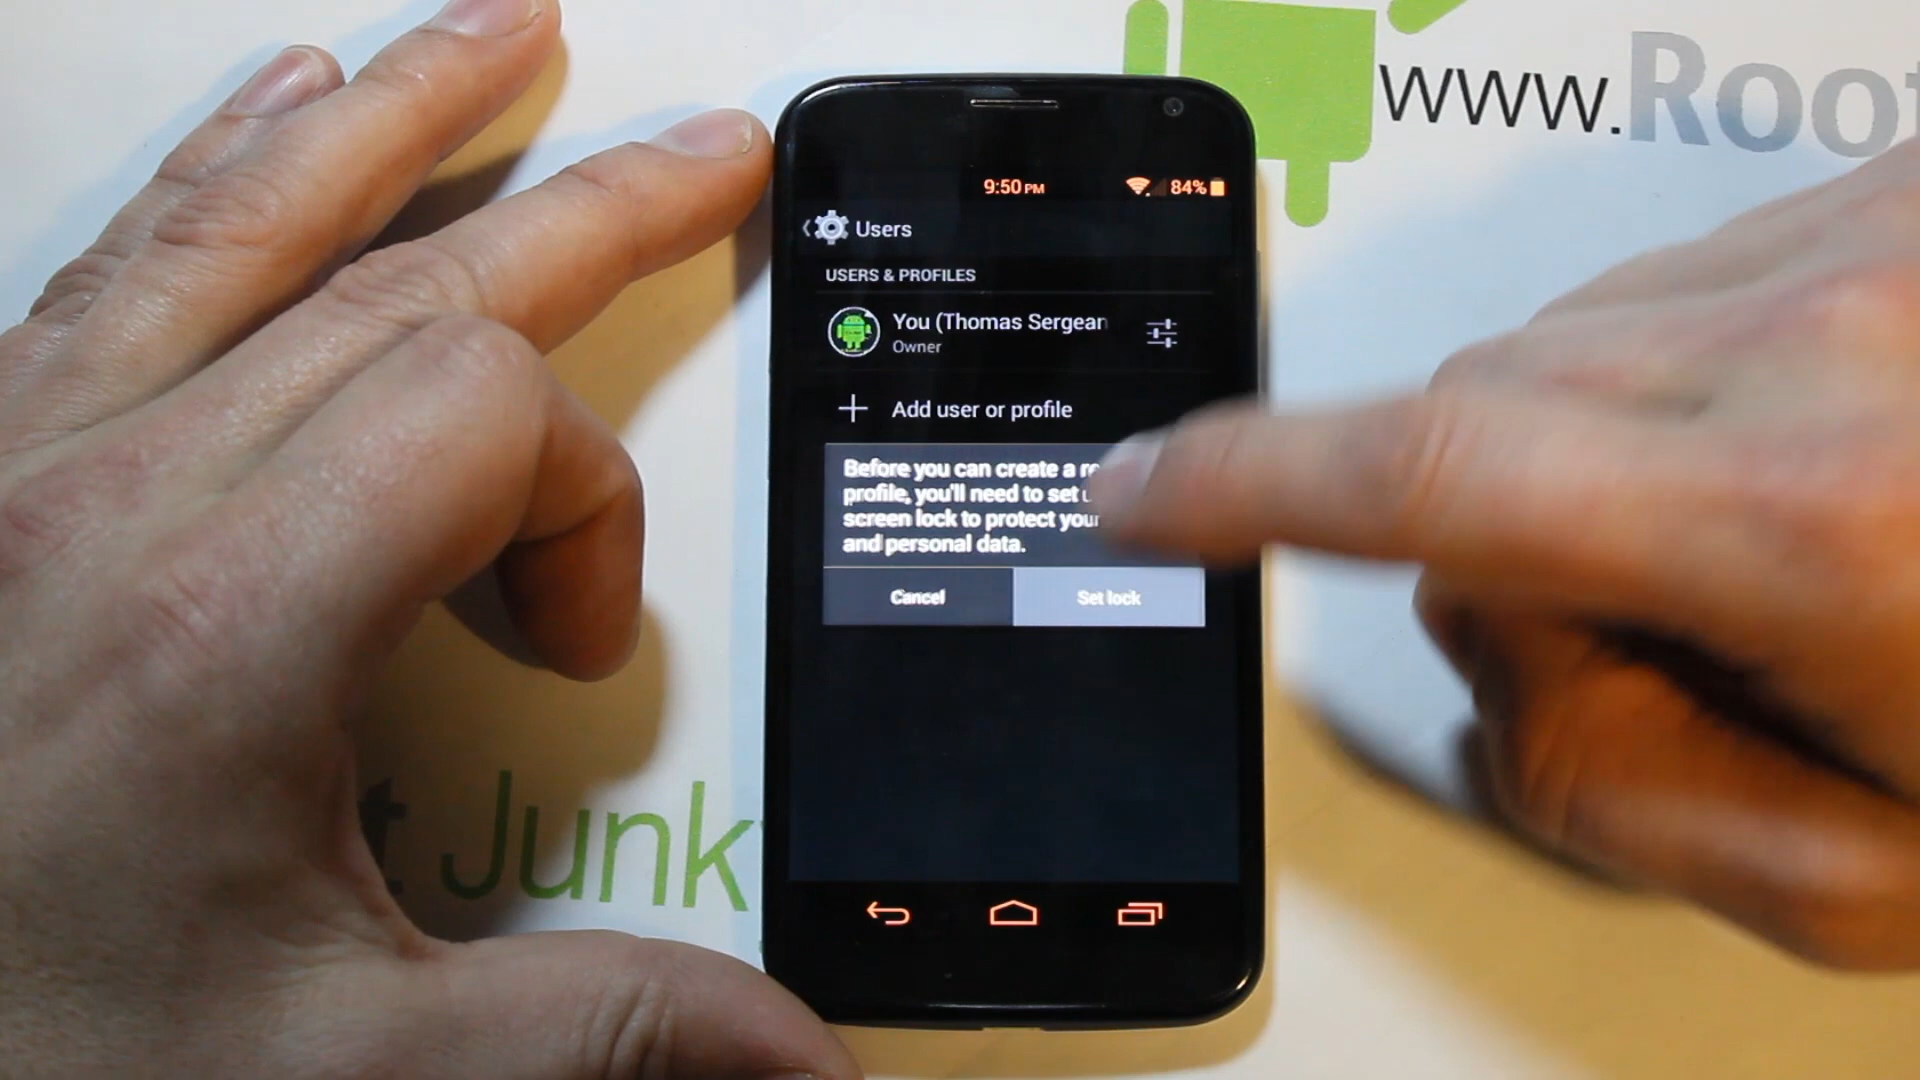 www.Root
9:50 PM
84%
Users
USERS & PROFILES
You (Thomas Sergean
Owner
Add user or profile
Before you can create a
profile, you'll need to set
screen lock to protect your
and personal data.
Cancel
Set lock
t Junk